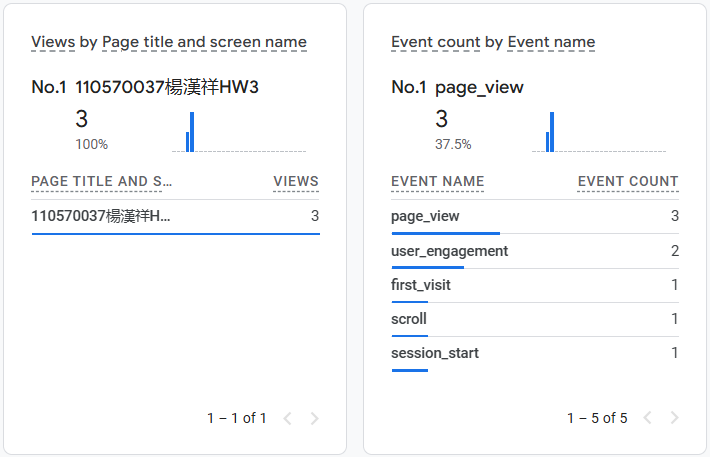 Views by Page title and screen name
No.1 110570037楊漢祥HW3
3
100%
PAGE TITLE AND S... VIEWS
110570037楊漢祥H... 3
1 – 1 of 1
Event count by Event name
No.1 page_view
3
37.5%
EVENT NAME EVENT COUNT
page_view 3
user_engagement 2
first_visit 1
scroll 1
session_start 1
1 – 5 of 5